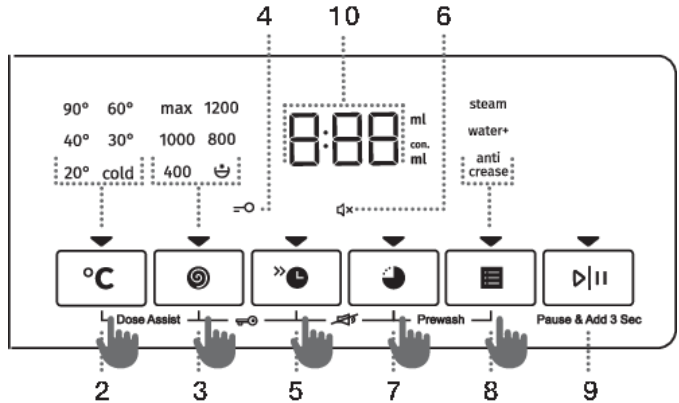 4 10 6
90° 60° max 1200 steam
ml
40° 30° 1000 800 8:88 water+
con.
ml
20° cold 400 anti
crease
°C
Dose Assist Prewash Pause & Add 3 Sec
2 3 5 7 8 9